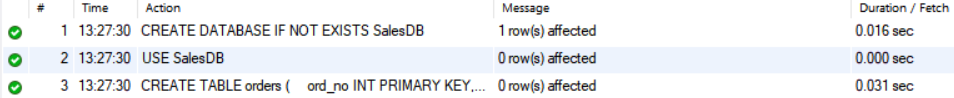 # Time Action Message Duration / Fetch
1 13:27:30 CREATE DATABASE IF NOT EXISTS SalesDB 1 row(s) affected 0.016 sec
2 13:27:30 USE SalesDB 0 row(s) affected 0.000 sec
3 13:27:30 CREATE TABLE orders ( ord_no INT PRIMARY KEY,... 0 row(s) affected 0.031 sec